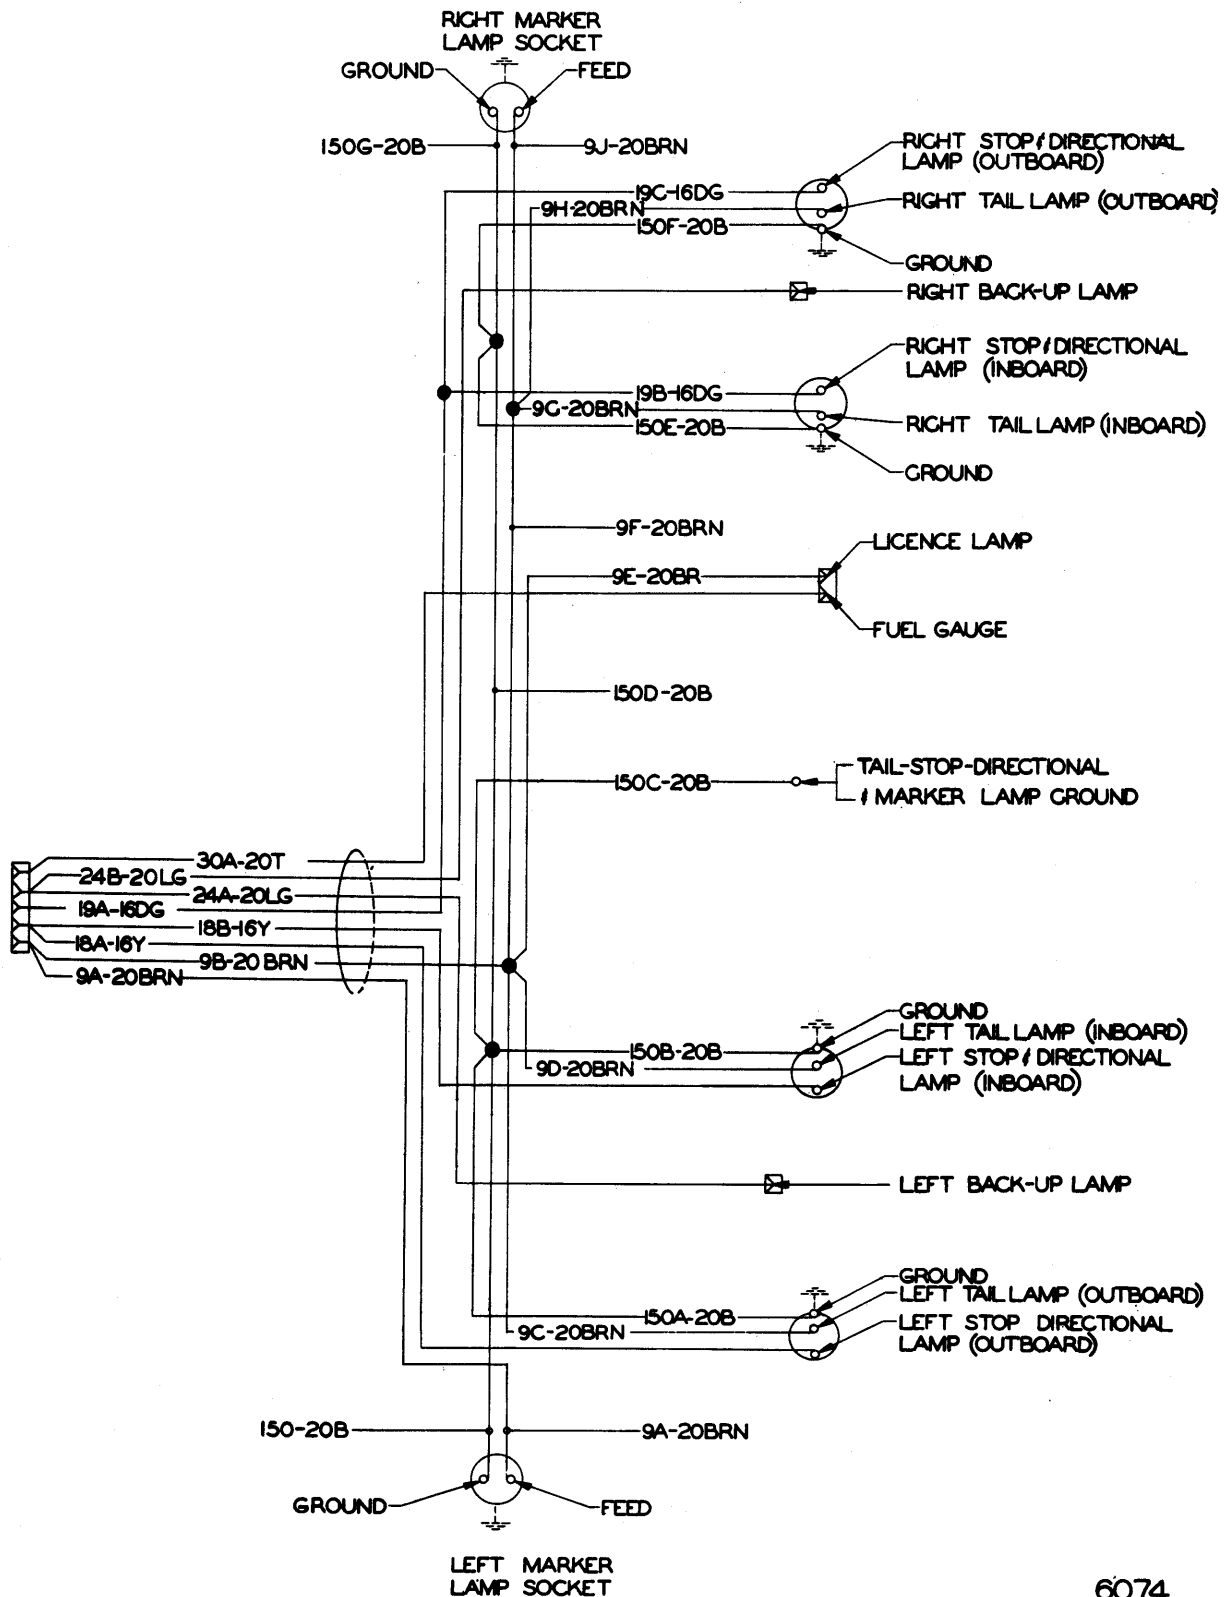 RIGHT MARKER
LAMP SOCKET
GROUND
FEED
150G-20B
9J-20BRN
RIGHT STOP & DIRECTIONAL
LAMP (OUTBOARD)
19C-16DG
9H-20BRN
RIGHT TAIL LAMP (OUTBOARD)
150F-20B
GROUND
RIGHT BACK-UP LAMP
RIGHT STOP & DIRECTIONAL
LAMP (INBOARD)
19B-16DG
9G-20BRN
150E-20B
RIGHT TAIL LAMP (INBOARD)
GROUND
9F-20BRN
LICENCE LAMP
9E-20BR
FUEL GAUGE
150D-20B
150C-20B
TAIL-STOP-DIRECTIONAL
& MARKER LAMP GROUND
30A-20T
24B-20LG
24A-20LG
19A-16DG
18B-16Y
18A-16Y
9B-20 BRN
9A-20BRN
GROUND
LEFT TAIL LAMP (INBOARD)
150B-20B
9D-20BRN
LEFT STOP & DIRECTIONAL
LAMP (INBOARD)
LEFT BACK-UP LAMP
GROUND
LEFT TAIL LAMP (OUTBOARD)
150A-20B
9C-20BRN
LEFT STOP DIRECTIONAL
LAMP (OUTBOARD)
150-20B
9A-20BRN
GROUND
FEED
LEFT MARKER
LAMP SOCKET
6074